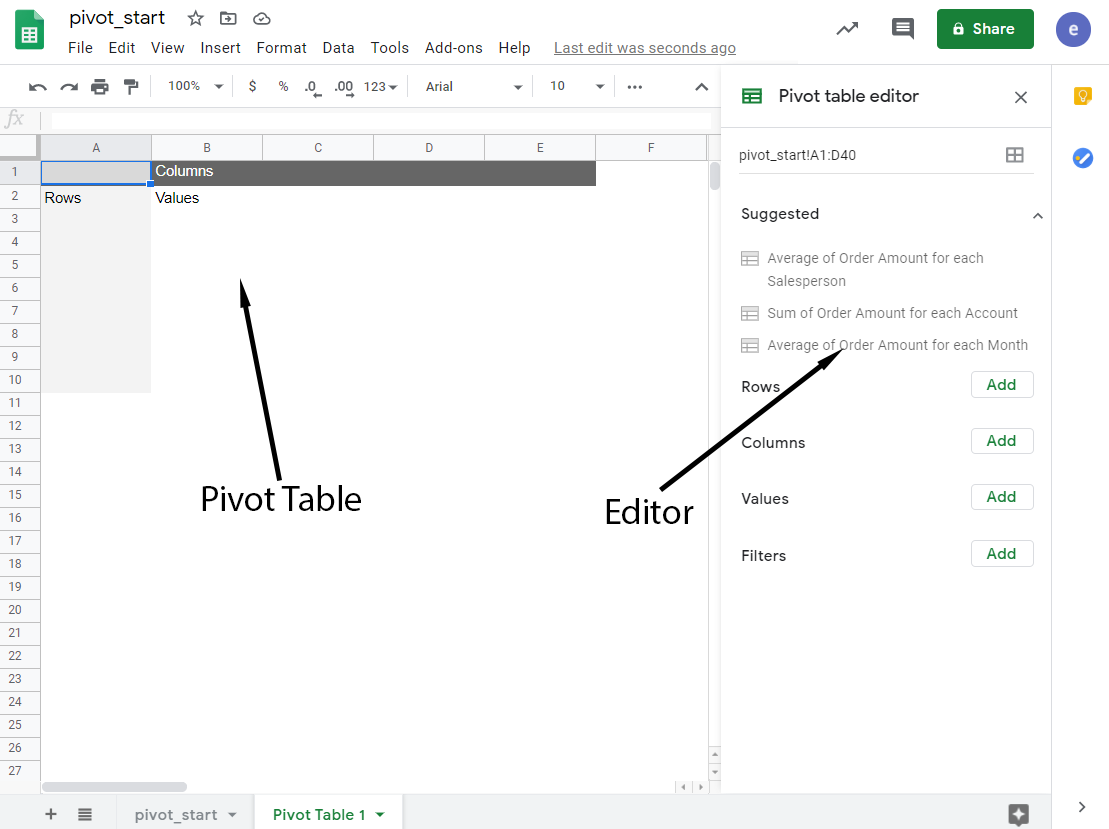 pivot_start
File Edit View Insert Format Data Tools Add-ons Help Last edit was seconds ago
Share
e
100% $ % .0 .00 123 Arial 10
fx
Pivot table editor
pivot_start!A1:D40
A B C D E F
1 Columns
2 Rows Values
3
4
5
6
7
8
9
10
11
12
13
14
15
16
17
18
19
20
21
22
23
24
25
26
27
Pivot Table
Editor
Suggested
Average of Order Amount for each
Salesperson
Sum of Order Amount for each Account
Average of Order Amount for each Month
Rows Add
Columns Add
Values Add
Filters Add
pivot_start Pivot Table 1